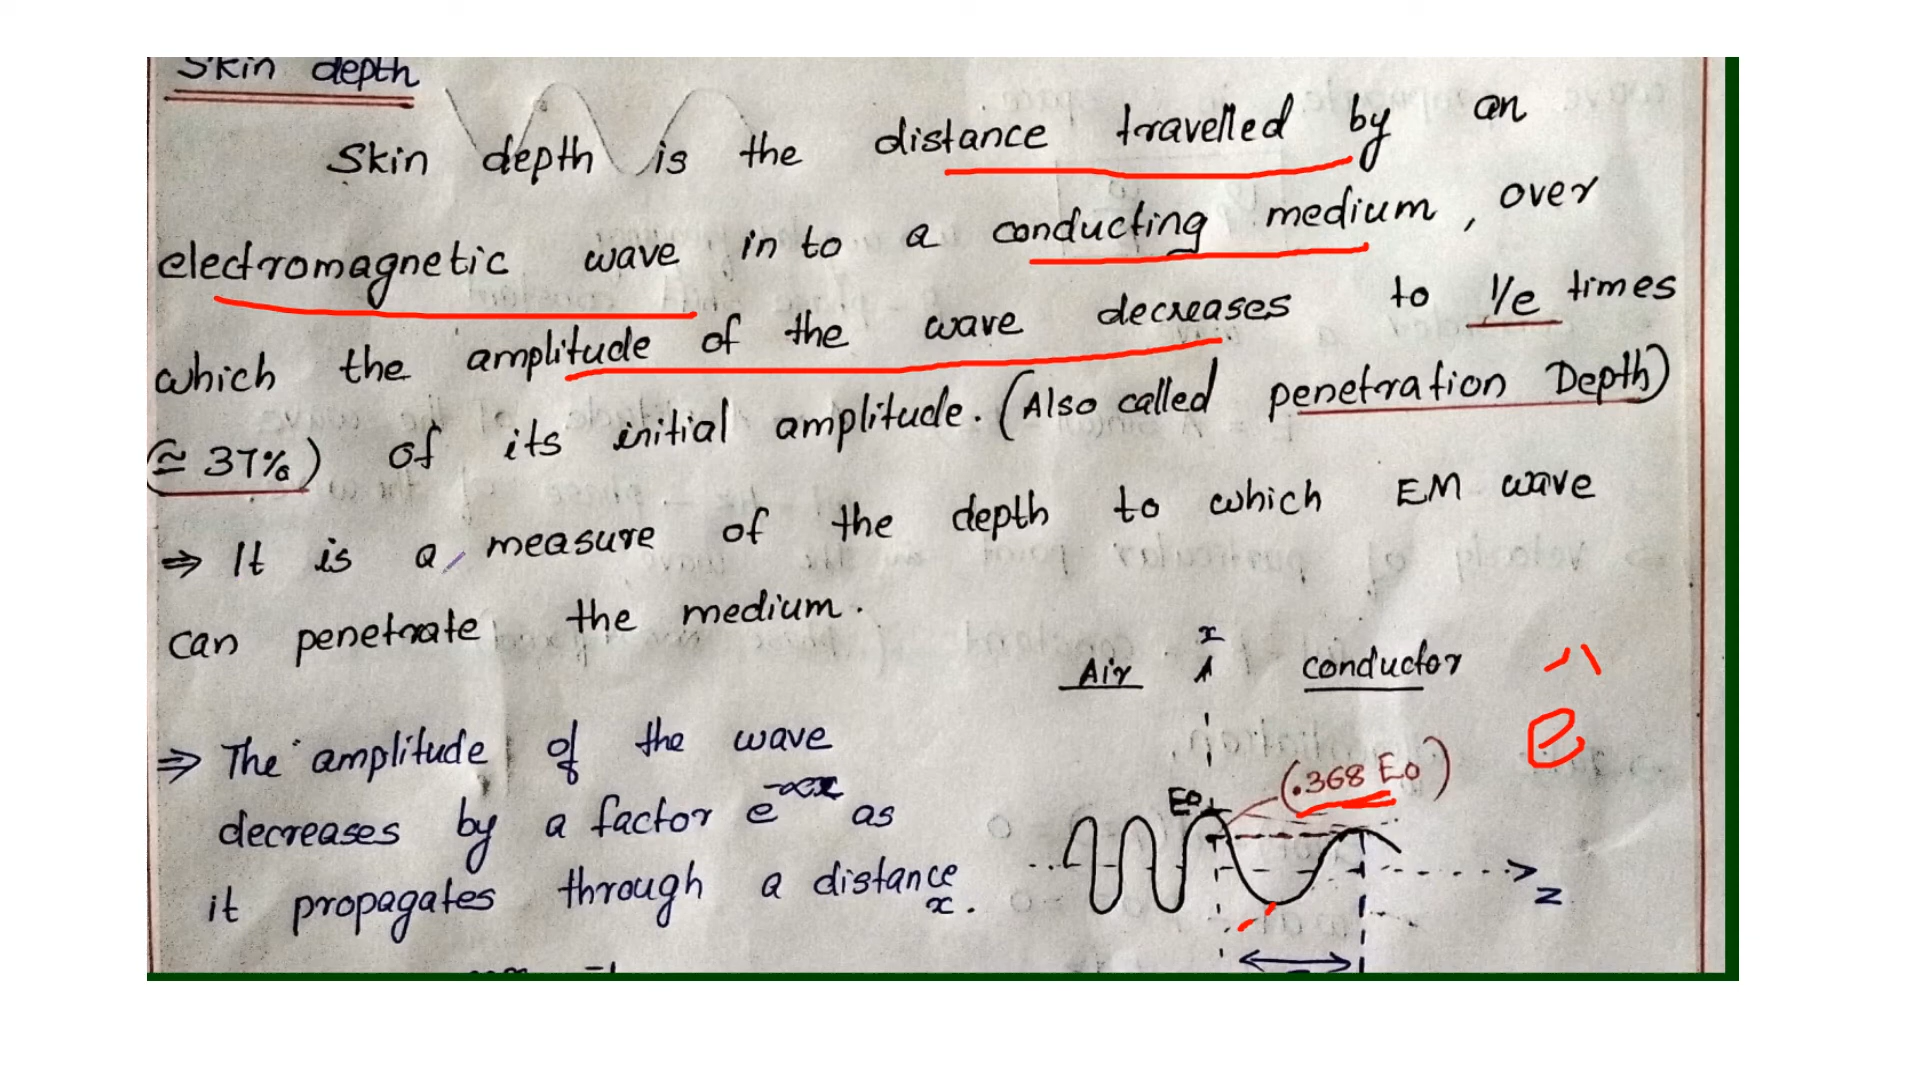 Skin depth
Skin depth is the distance travelled by an
electromagnetic wave in to a conducting medium, over
which the amplitude of the wave decreases to 1/e times
(≃ 37%) of its initial amplitude. (Also called penetration Depth)
⇒ It is a measure of the depth to which EM wave
can penetrate the medium.
x
Air conductor
⇒ The amplitude of the wave
e
(.368 E0)
E0
decreases by a factor e^-αx as
it propagates through a distance
x.
z